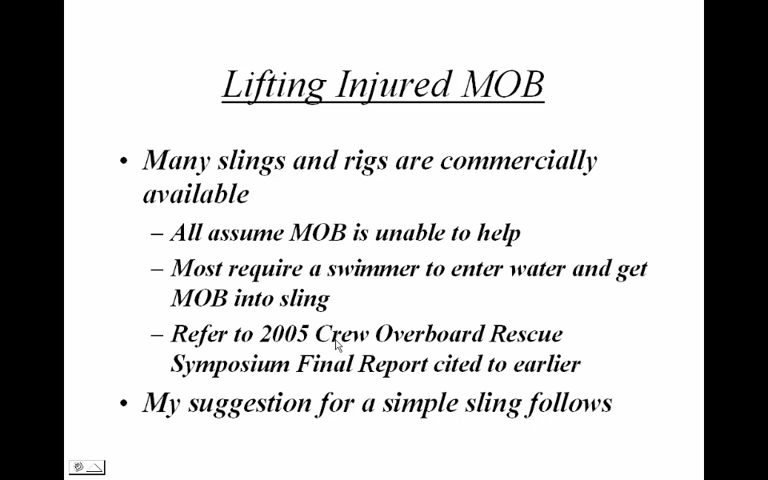 Lifting Injured MOB
• Many slings and rigs are commercially
available
– All assume MOB is unable to help
– Most require a swimmer to enter water and get
MOB into sling
– Refer to 2005 Crew Overboard Rescue
Symposium Final Report cited to earlier
• My suggestion for a simple sling follows